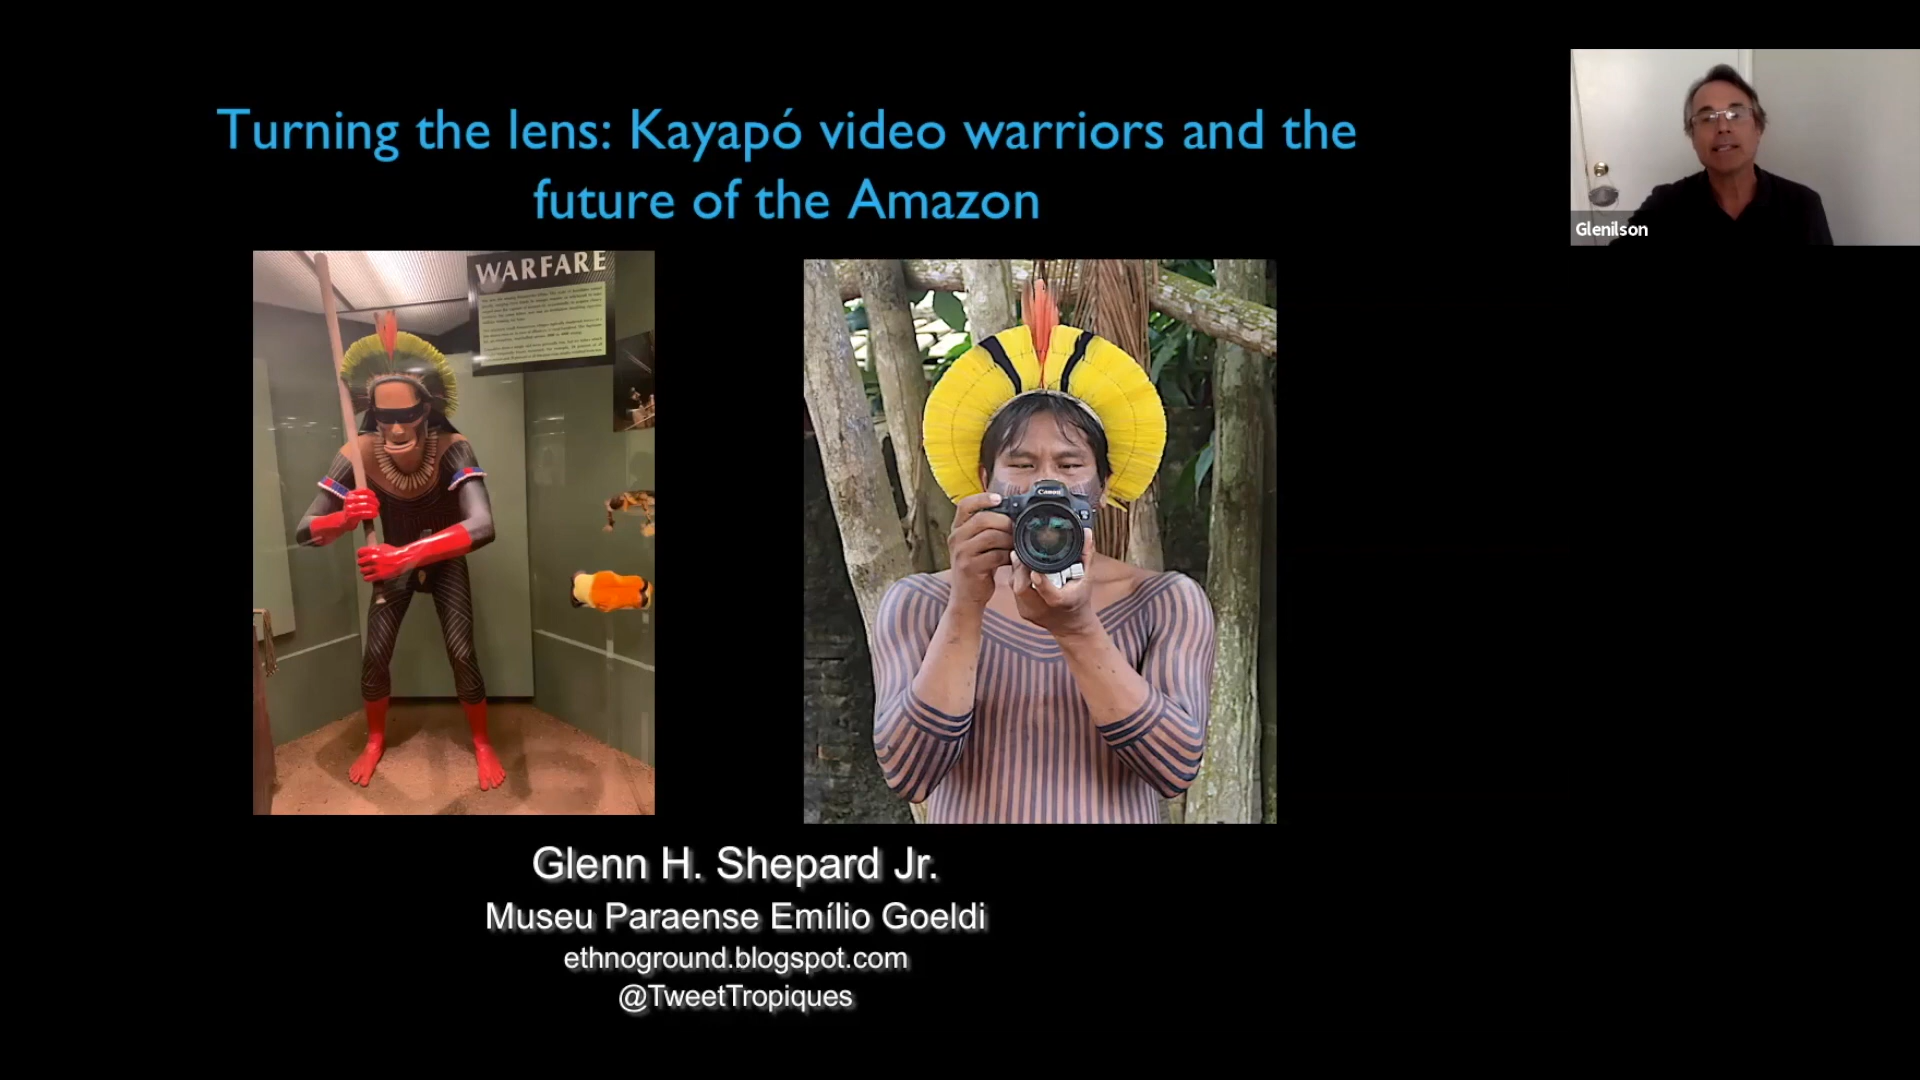 Turning the lens: Kayapó video warriors and the
future of the Amazon
Glenilson
WARFARE
Canon
Glenn H. Shepard Jr.
Museu Paraense Emílio Goeldi
ethnoground.blogspot.com
@TweetTropiques